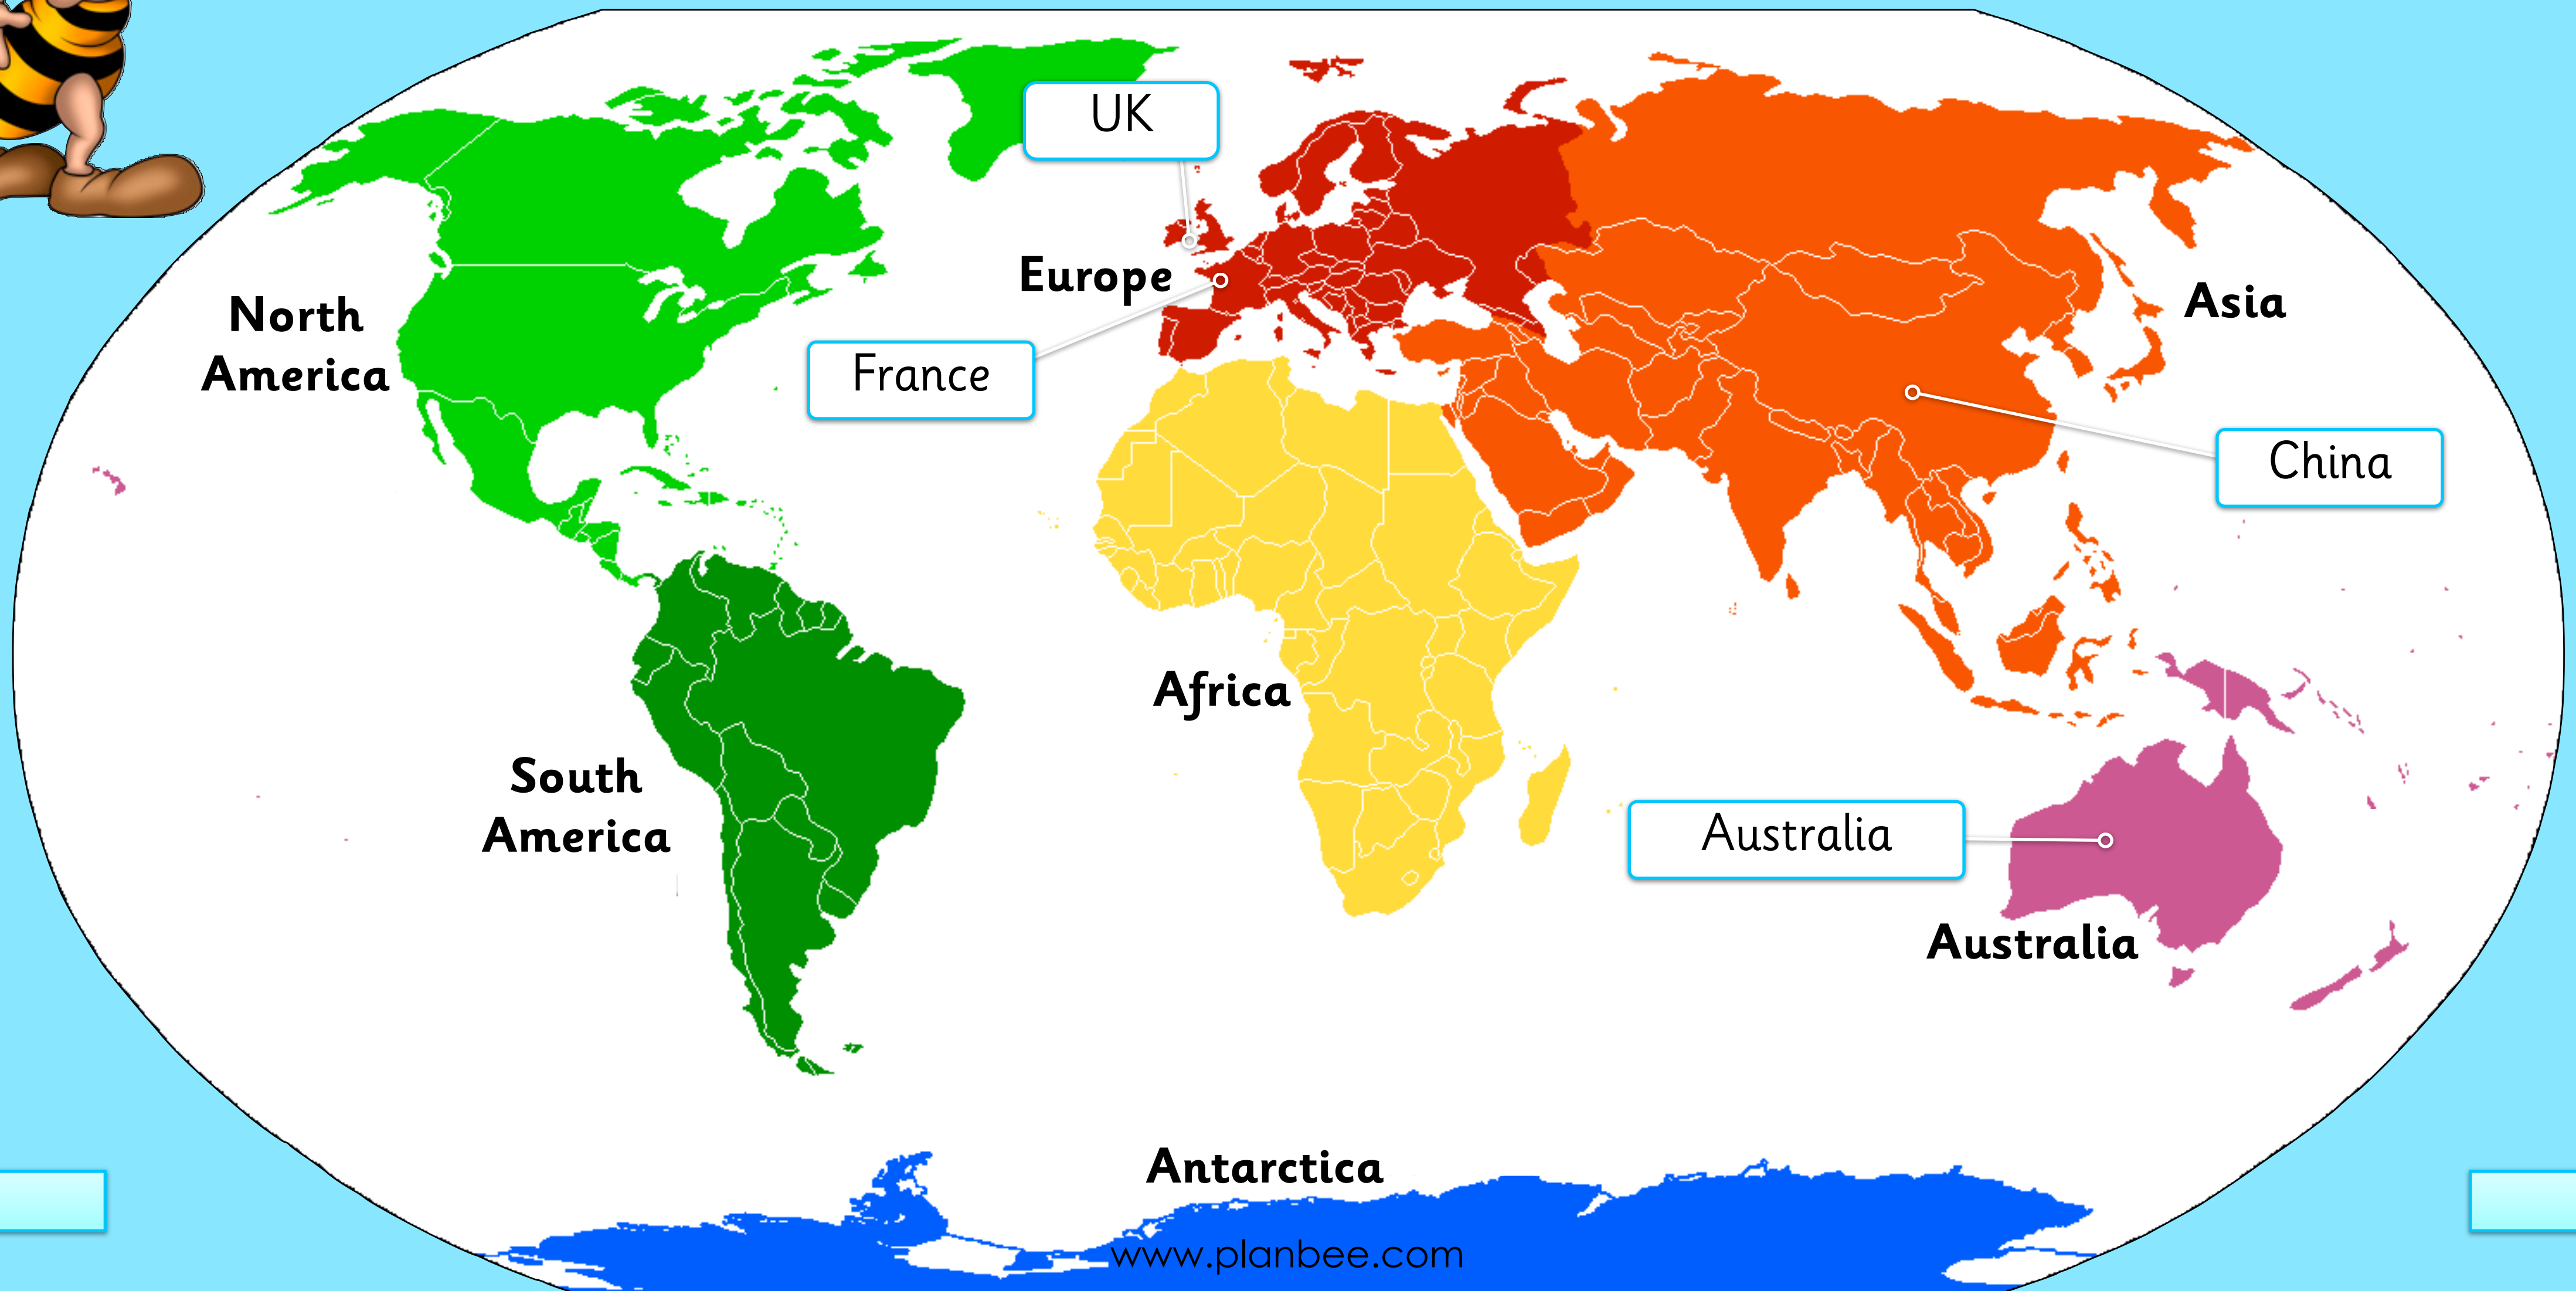 UK
Europe
North
America
Asia
France
China
Africa
South
America
Australia
Australia
Antarctica
www.planbee.com